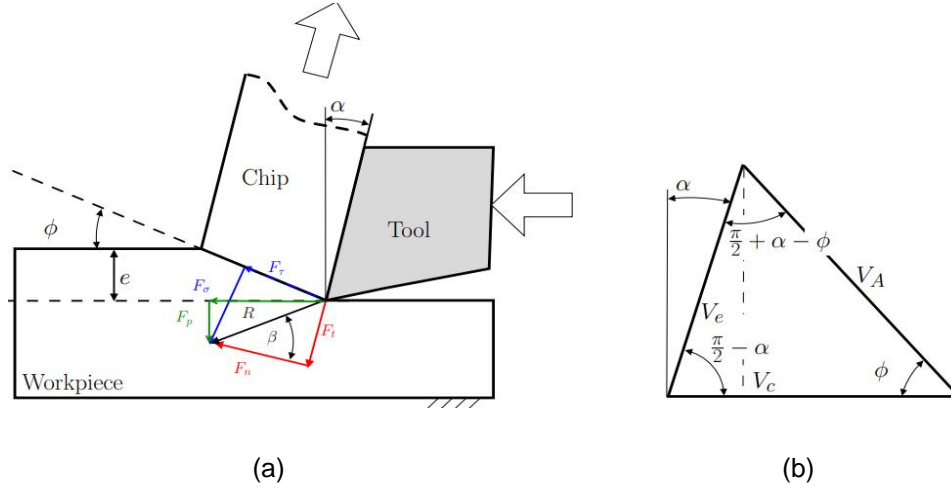 α
Chip
Tool
ϕ
e
F_τ
F_σ
F_p
R
β
F_t
F_n
Workpiece
(a)
α
π/2 + α − ϕ
V_A
V_e
π/2 − α
ϕ
V_c
(b)